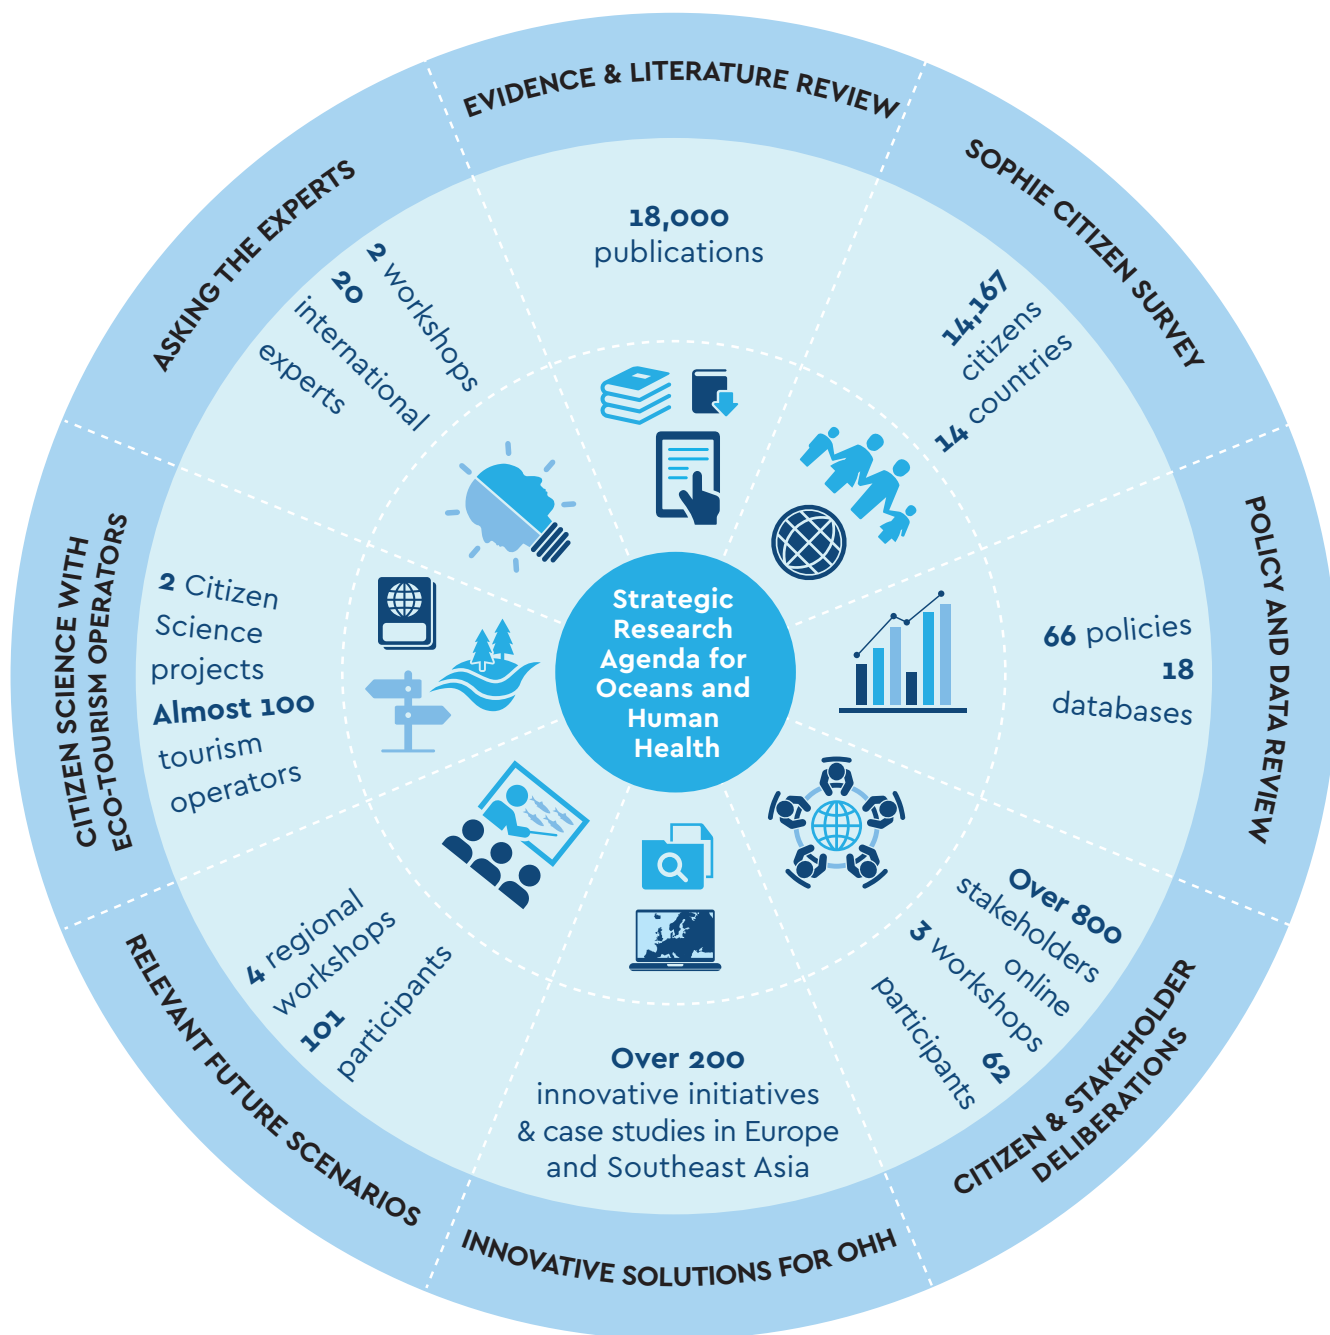 EVIDENCE & LITERATURE REVIEW
18,000
publications
SOPHIE CITIZEN SURVEY
14,167
citizens
14 countries
POLICY AND DATA REVIEW
66 policies
18
databases
CITIZEN & STAKEHOLDER
DELIBERATIONS
Over 800
stakeholders
online
3 workshops
62
participants
INNOVATIVE SOLUTIONS FOR OHH
Over 200
innovative initiatives
& case studies in Europe
and Southeast Asia
RELEVANT FUTURE SCENARIOS
4 regional
workshops
101
participants
CITIZEN SCIENCE WITH
ECO-TOURISM OPERATORS
2 Citizen
Science
projects
Almost 100
tourism
operators
ASKING THE EXPERTS
2 workshops
20
international
experts
Strategic
Research
Agenda for
Oceans and
Human
Health